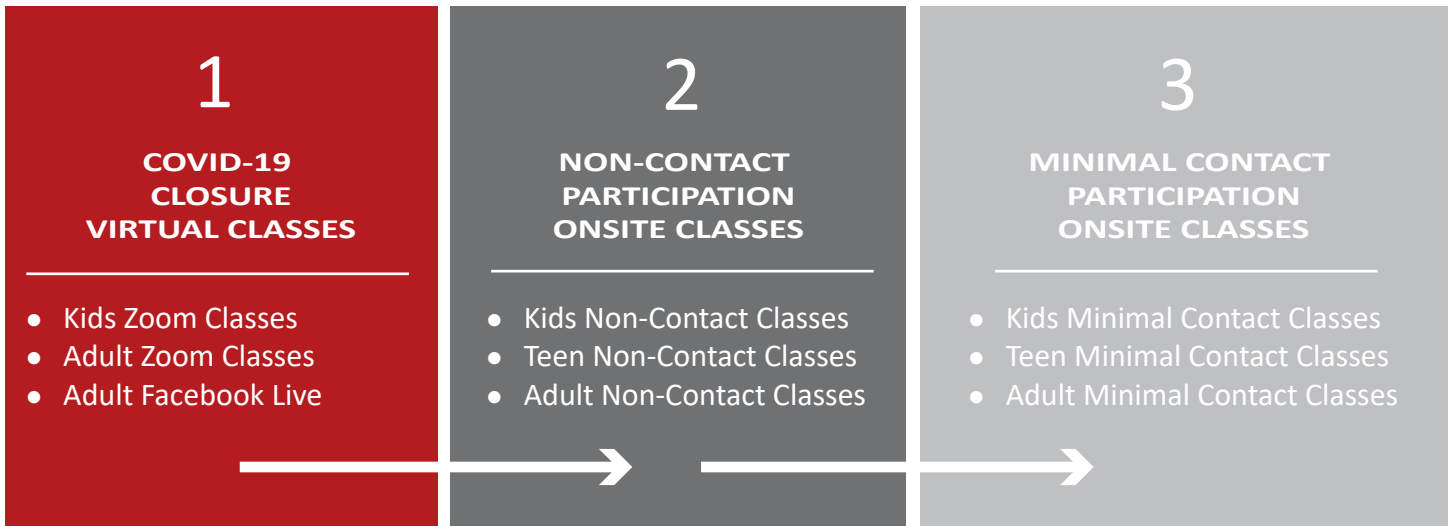 1
COVID-19
CLOSURE
VIRTUAL CLASSES
● Kids Zoom Classes
● Adult Zoom Classes
● Adult Facebook Live
2
NON-CONTACT
PARTICIPATION
ONSITE CLASSES
● Kids Non-Contact Classes
● Teen Non-Contact Classes
● Adult Non-Contact Classes
3
MINIMAL CONTACT
PARTICIPATION
ONSITE CLASSES
● Kids Minimal Contact Classes
● Teen Minimal Contact Classes
● Adult Minimal Contact Classes